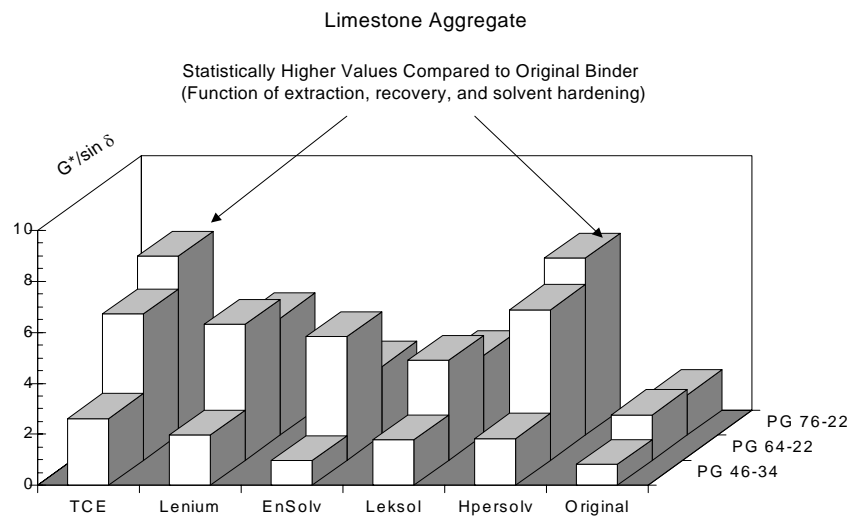 Limestone Aggregate
Statistically Higher Values Compared to Original Binder
(Function of extraction, recovery, and solvent hardening)
G*/sin δ
10
8
6
4
2
0
PG 76-22
PG 64-22
PG 46-34
TCE Lenium EnSolv Leksol Hpersolv Original